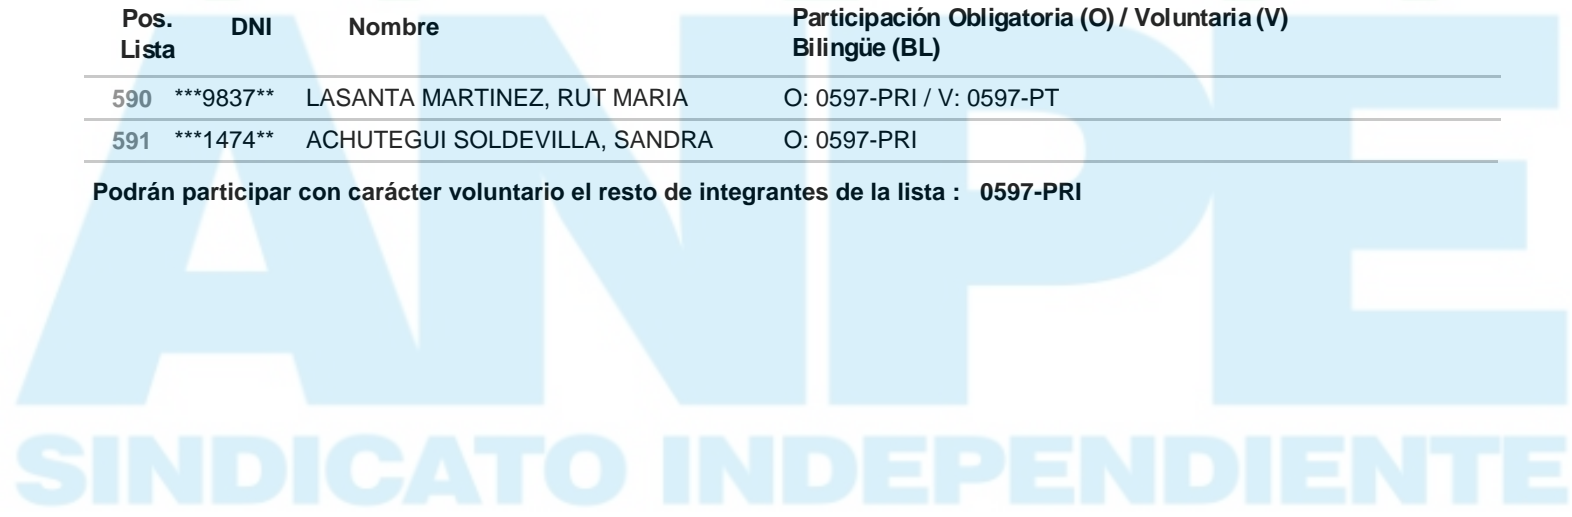 Pos. Lista DNI Nombre Participación Obligatoria (O) / Voluntaria (V) Bilingüe (BL)
590 ***9837** LASANTA MARTINEZ, RUT MARIA O: 0597-PRI / V: 0597-PT
591 ***1474** ACHUTEGUI SOLDEVILLA, SANDRA O: 0597-PRI
Podrán participar con carácter voluntario el resto de integrantes de la lista : 0597-PRI
ANPE
SINDICATO INDEPENDIENTE